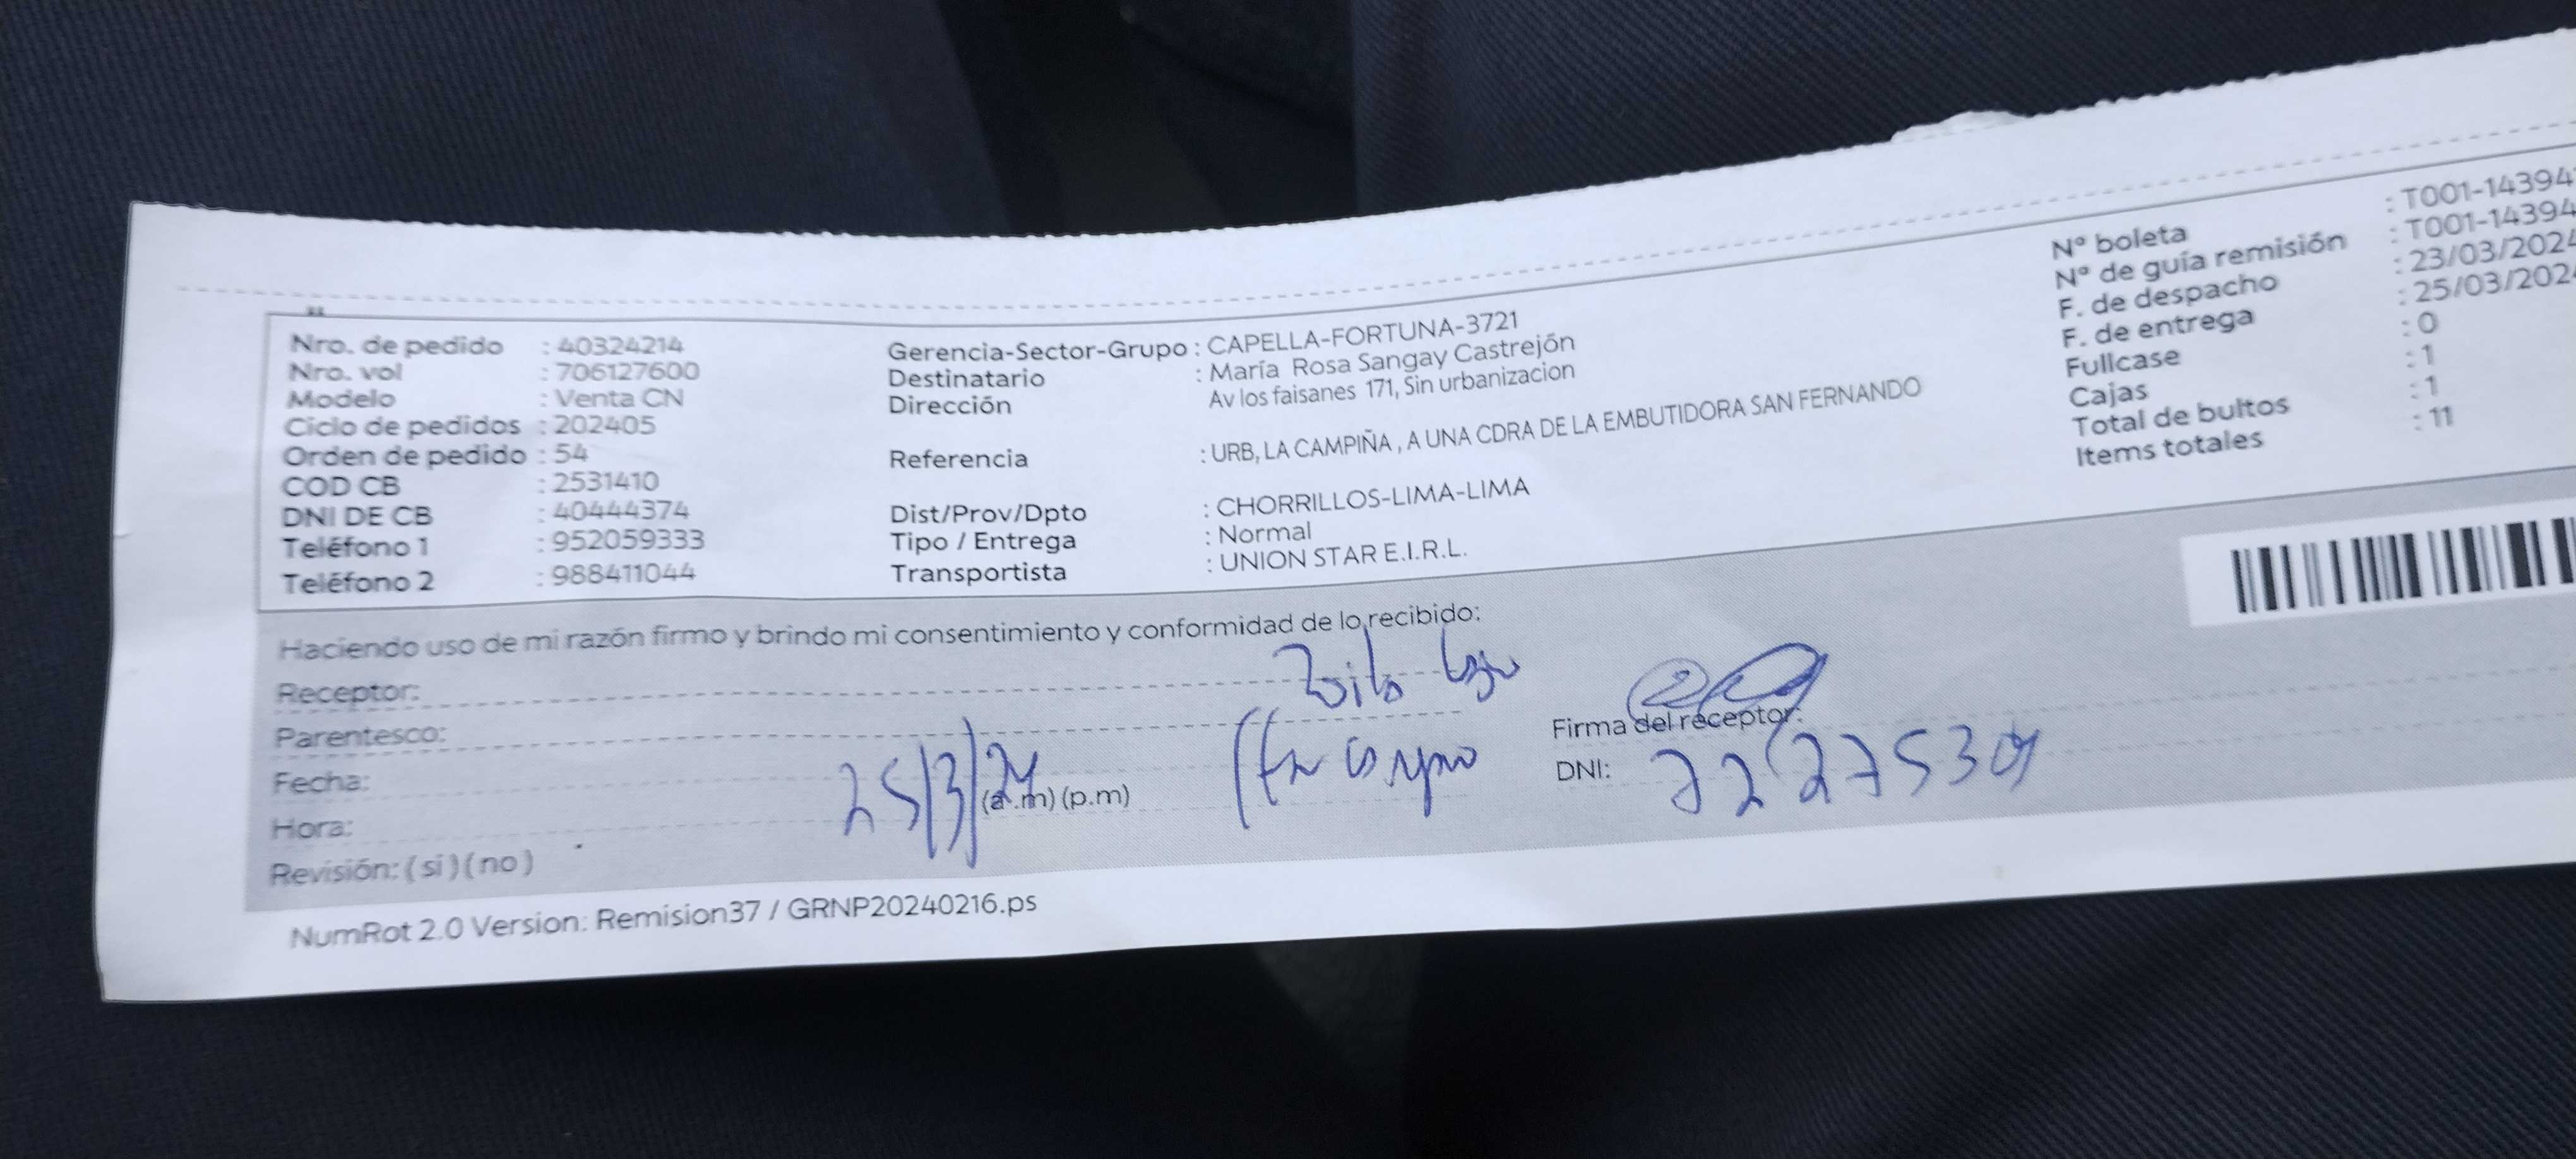 Nro. de pedido : 40324214
Nro. vol : 706127600
Modelo : Venta CN
Ciclo de pedidos : 202405
Orden de pedido : 54
COD CB : 2531410
DNI DE CB : 40444374
Teléfono 1 : 952059333
Teléfono 2 : 988411044
Gerencia-Sector-Grupo : CAPELLA-FORTUNA-3721
Destinatario : María Rosa Sangay Castrejón
Dirección Av los faisanes 171, Sin urbanizacion
Referencia : URB, LA CAMPIÑA , A UNA CDRA DE LA EMBUTIDORA SAN FERNANDO
Dist/Prov/Dpto : CHORRILLOS-LIMA-LIMA
Tipo / Entrega : Normal
Transportista : UNION STAR E.I.R.L.
Nº boleta : T001-14394
Nº de guía remisión : T001-14394
F. de despacho : 23/03/2024
F. de entrega : 25/03/202
Fullcase : 0
Cajas : 1
Total de bultos : 1
Items totales : 11
Haciendo uso de mi razón firmo y brindo mi consentimiento y conformidad de lo recibido:
Receptor:
Parentesco:
Fecha: 25/3/24
Hora: (a.m) (p.m)
Revisión: ( si ) ( no )
Firma del receptor:
DNI:
NumRot 2.0 Version: Remision37 / GRNP20240216.ps